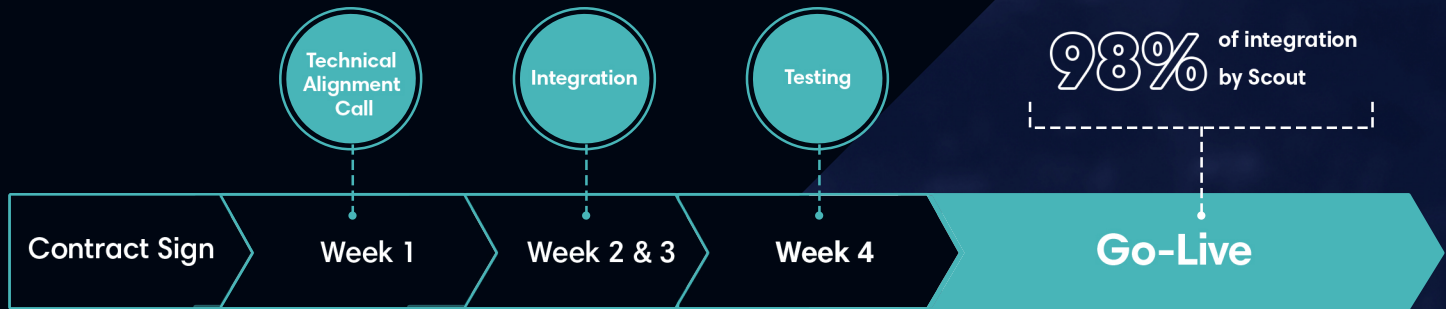 Technical
Alignment
Call
Integration
Testing
98% of integration
by Scout
Contract Sign
Week 1
Week 2 & 3
Week 4
Go-Live